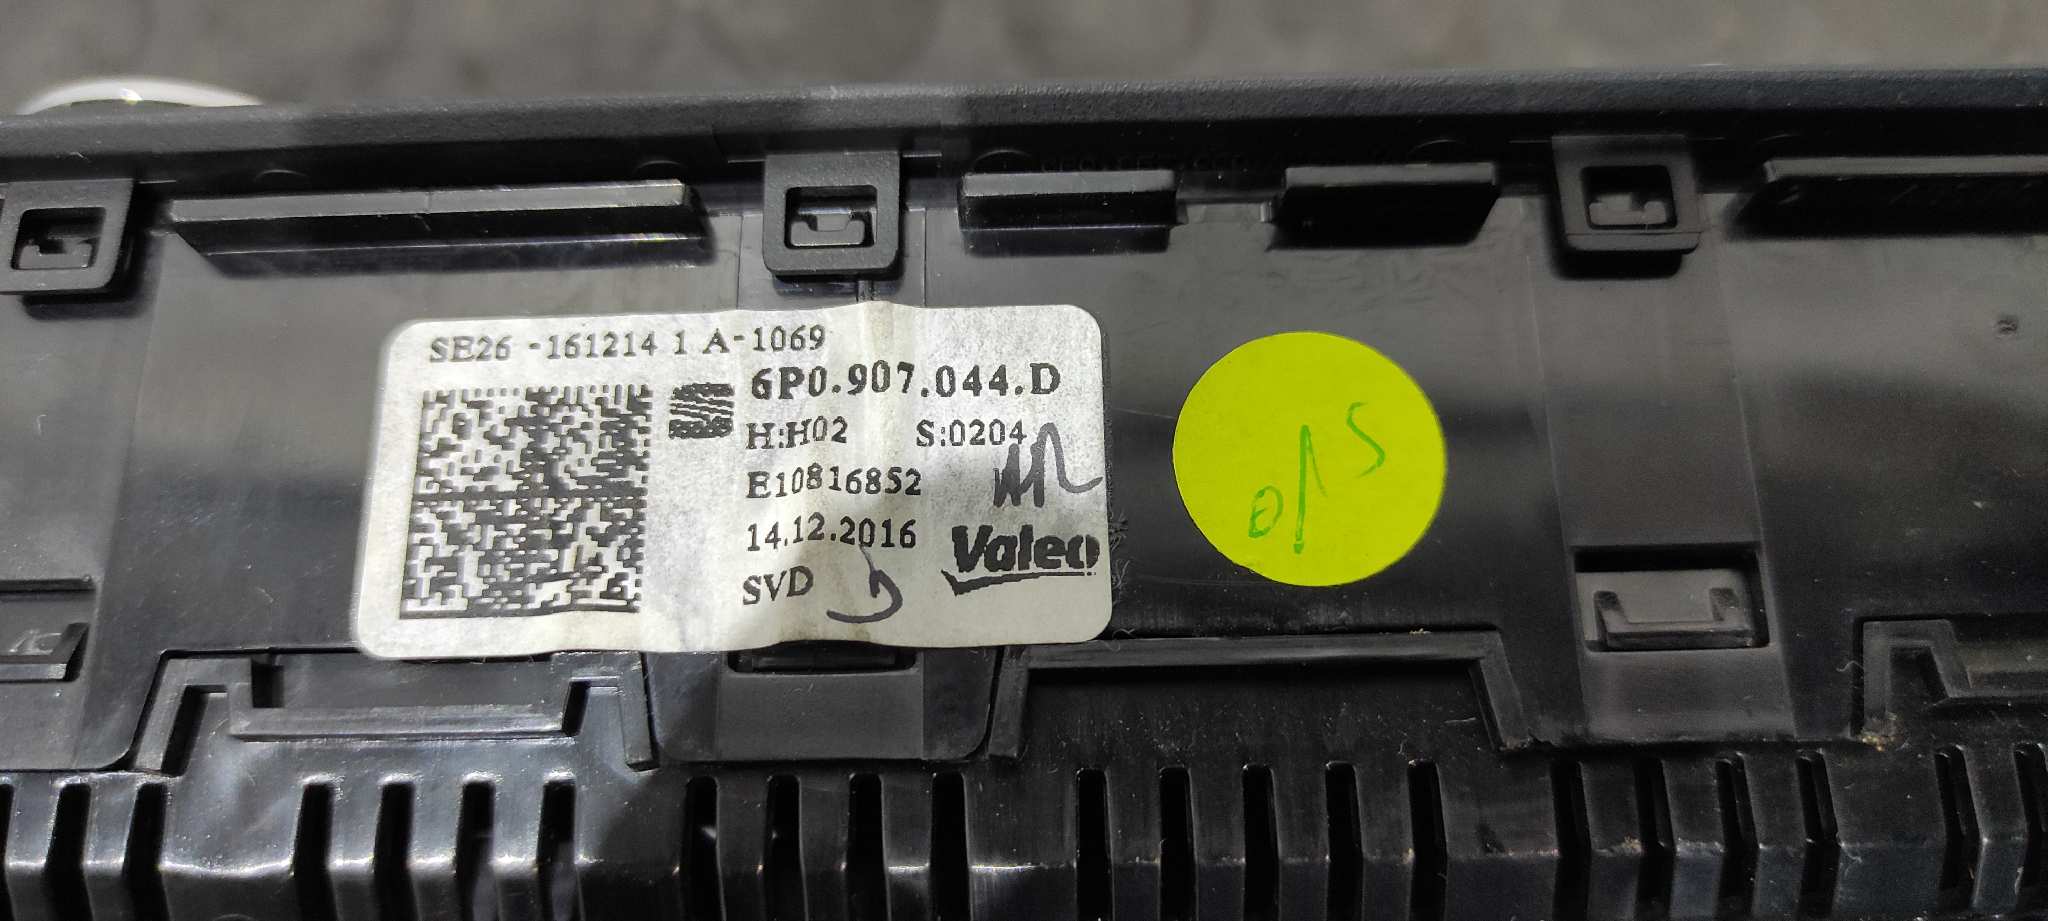 SE26 -161214 1 A-1069
6P0.907.044.D
H:H02 S:0204
E10816852
14.12.2016
Valeo
SVD D